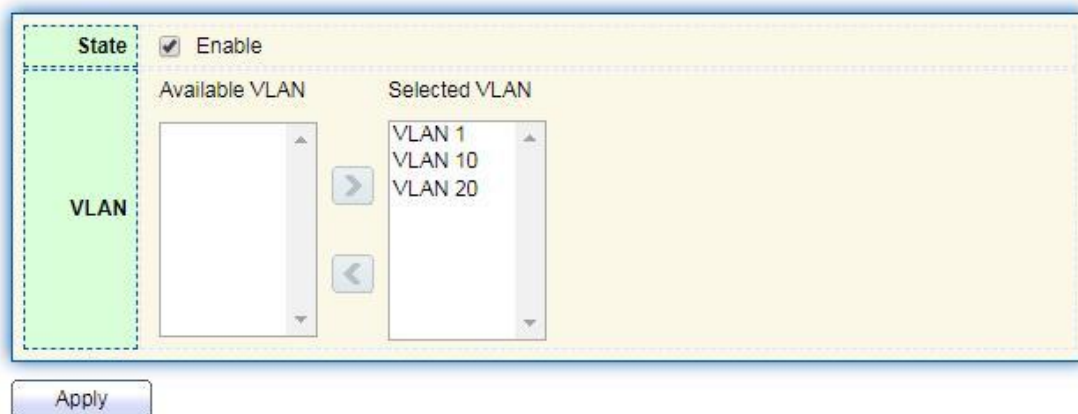 State Enable
Available VLAN Selected VLAN
VLAN 1
VLAN 10
VLAN 20
VLAN
Apply